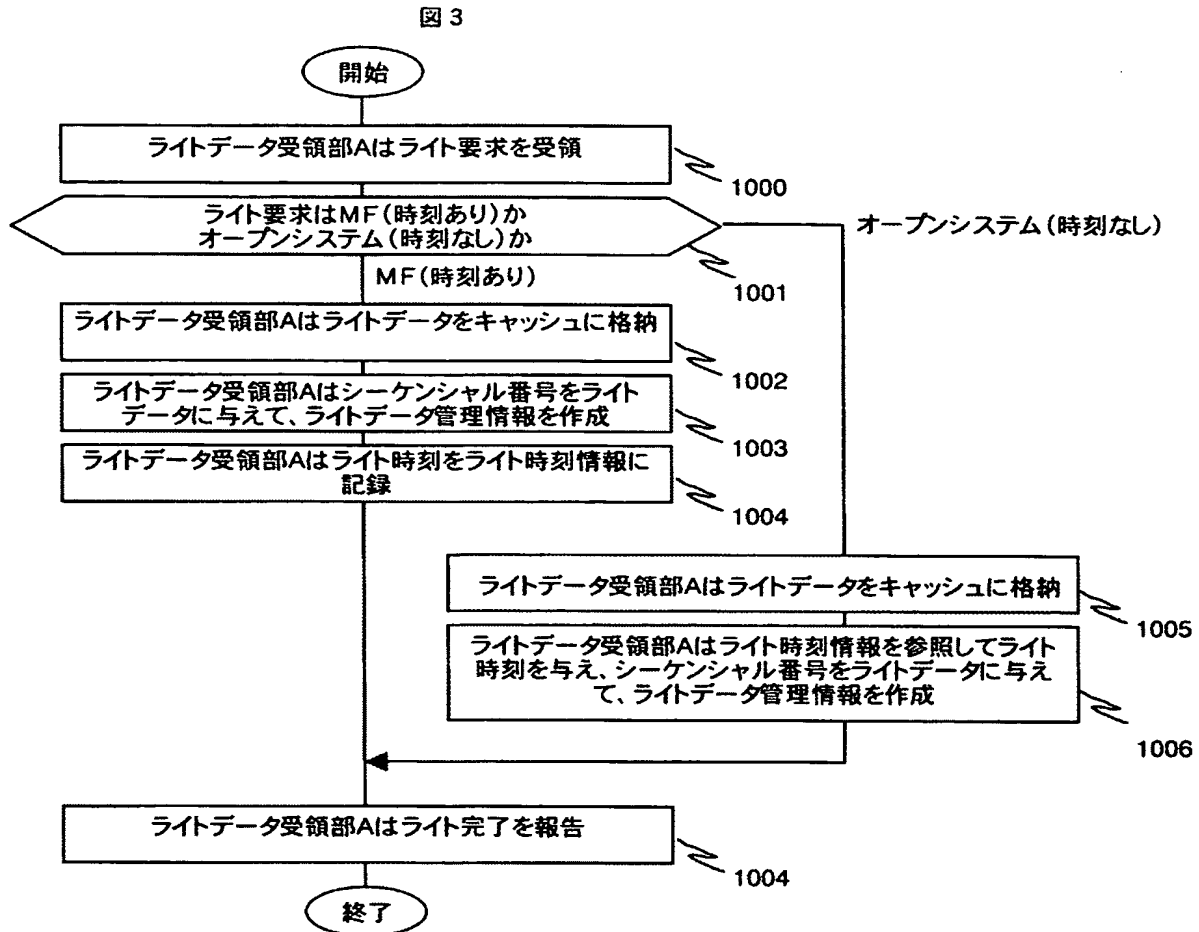 図3
開始
ライトデータ受領部Aはライト要求を受領
1000
ライト要求はMF(時刻あり)か
オープンシステム(時刻なし)か
オープンシステム(時刻なし)
1001
MF(時刻あり)
ライトデータ受領部Aはライトデータをキャッシュに格納
1002
ライトデータ受領部Aはシーケンシャル番号をライト
データに与えて、ライトデータ管理情報を作成
1003
ライトデータ受領部Aはライト時刻をライト時刻情報に
記録
1004
ライトデータ受領部Aはライトデータをキャッシュに格納
1005
ライトデータ受領部Aはライト時刻情報を参照してライト
時刻を与え、シーケンシャル番号をライトデータに与え
て、ライトデータ管理情報を作成
1006
ライトデータ受領部Aはライト完了を報告
1004
終了